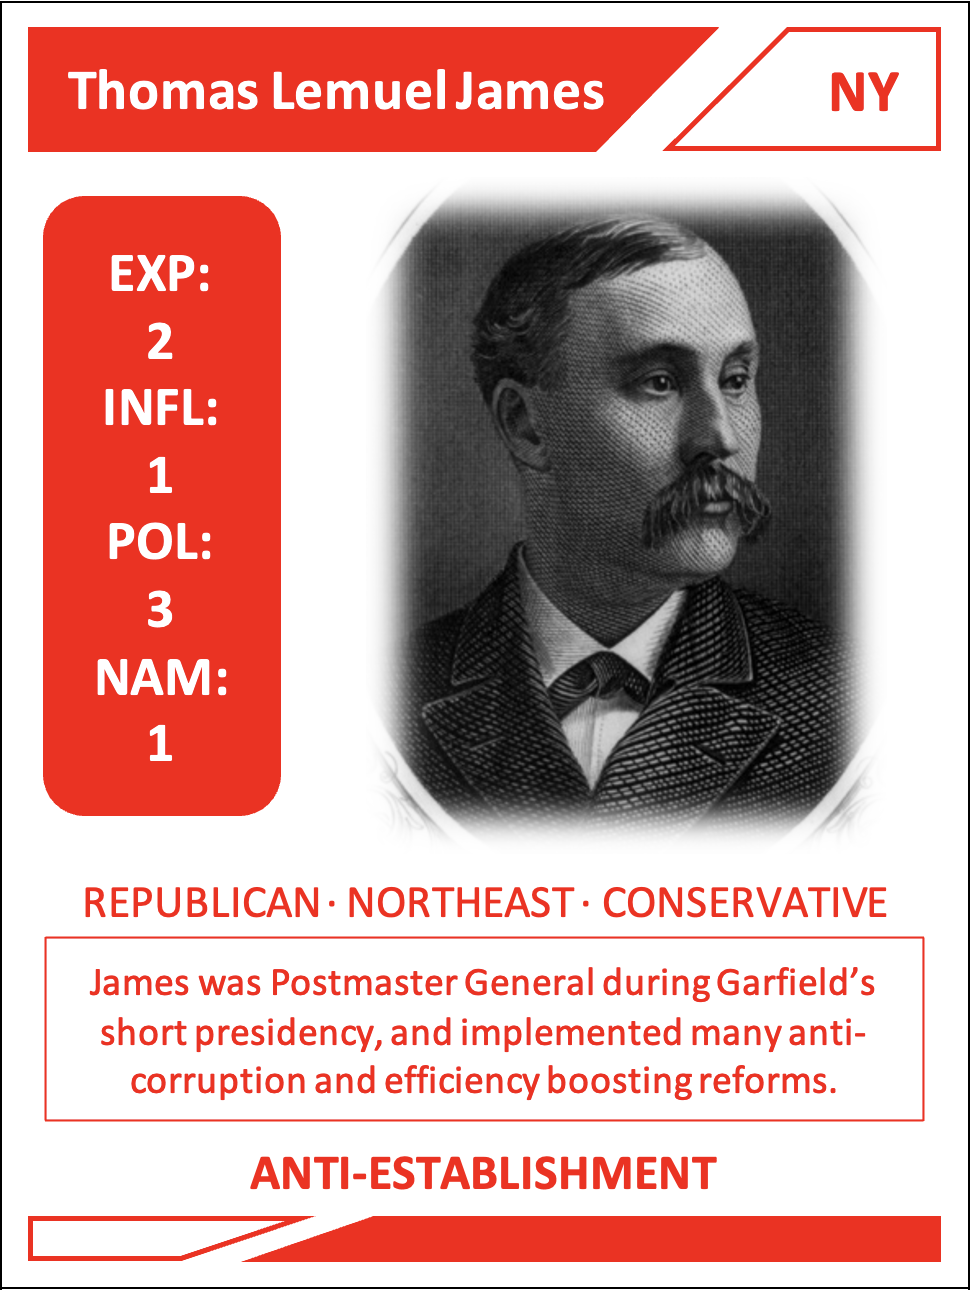 Thomas Lemuel James
NY
EXP:
2
INFL:
1
POL:
3
NAM:
1
REPUBLICAN · NORTHEAST · CONSERVATIVE
James was Postmaster General during Garfield’s
short presidency, and implemented many anti-
corruption and efficiency boosting reforms.
ANTI-ESTABLISHMENT